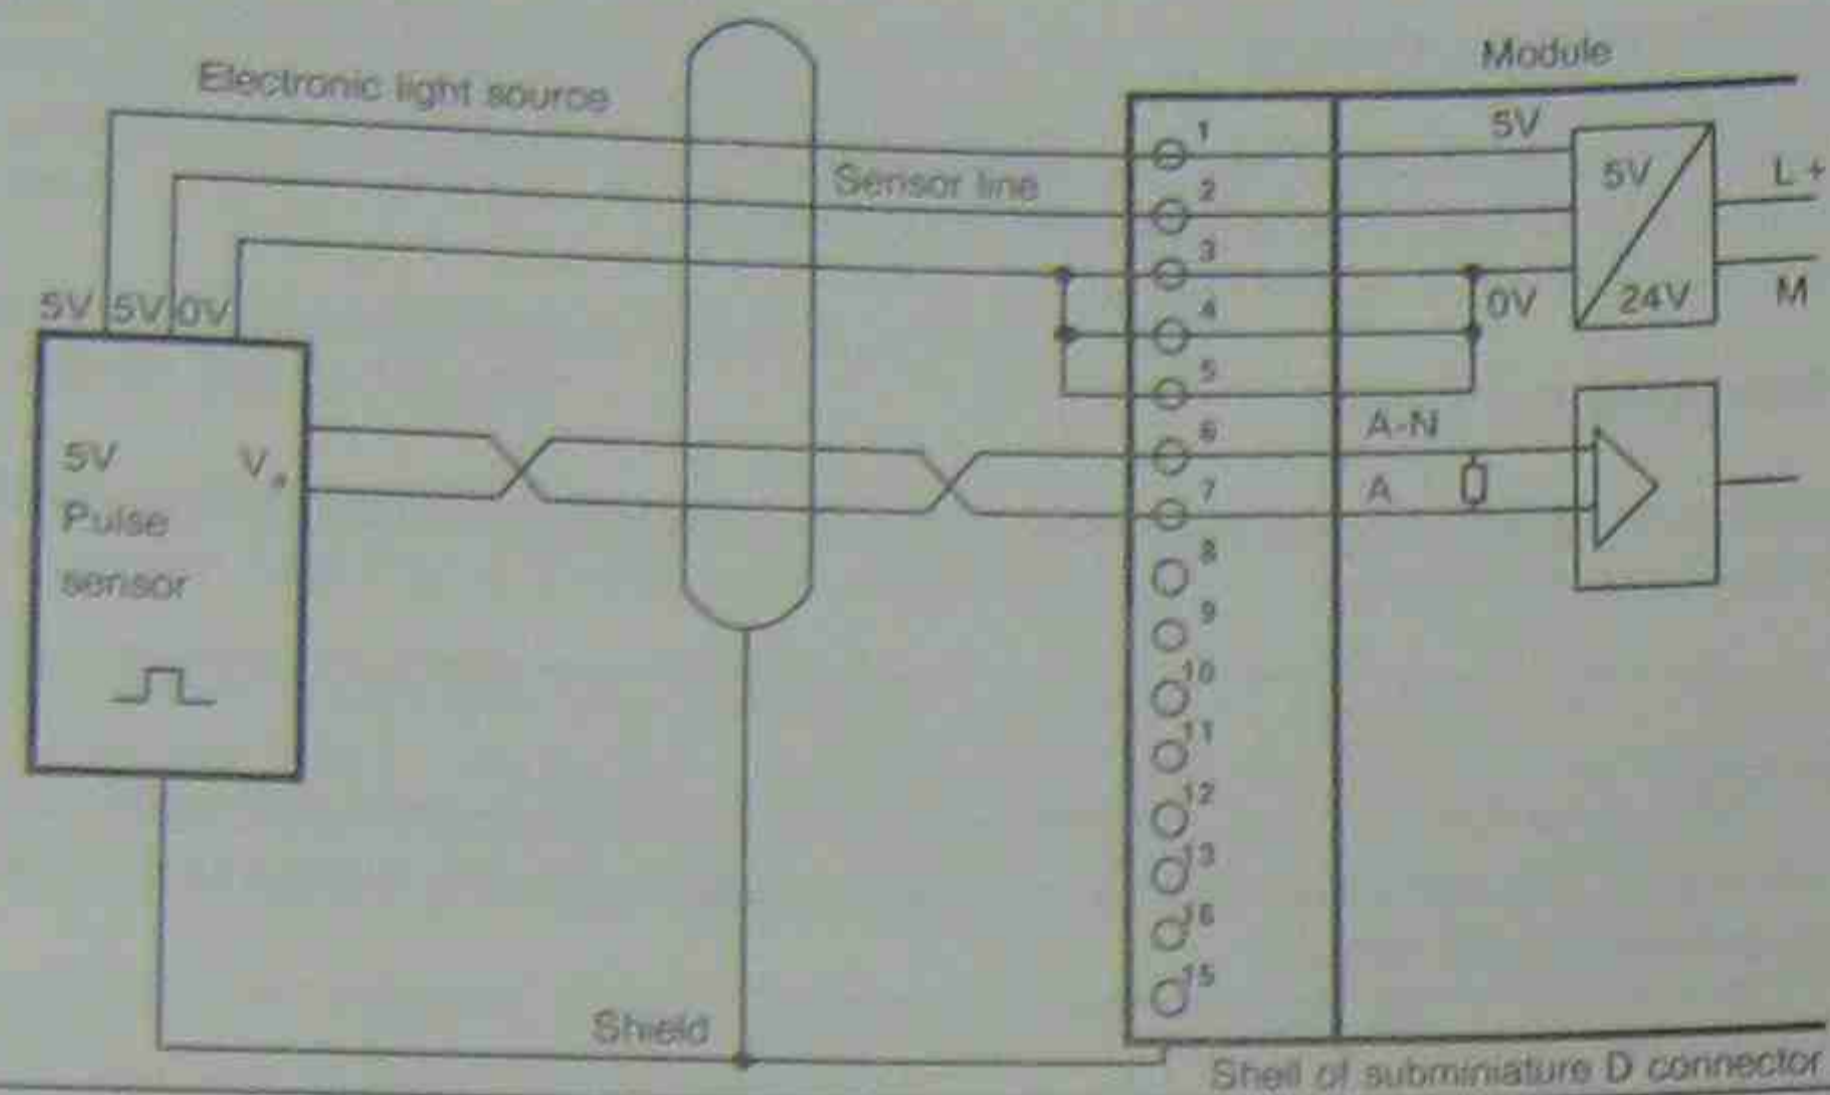 Module
Electronic light source
Sensor line
5V
5V
24V
L+
M
0V
5V 5V 0V
5V
Pulse
sensor
1
2
3
4
5
6
7
8
9
10
11
12
13
16
15
A-N
A
Shield
Shell of subminiature D connector